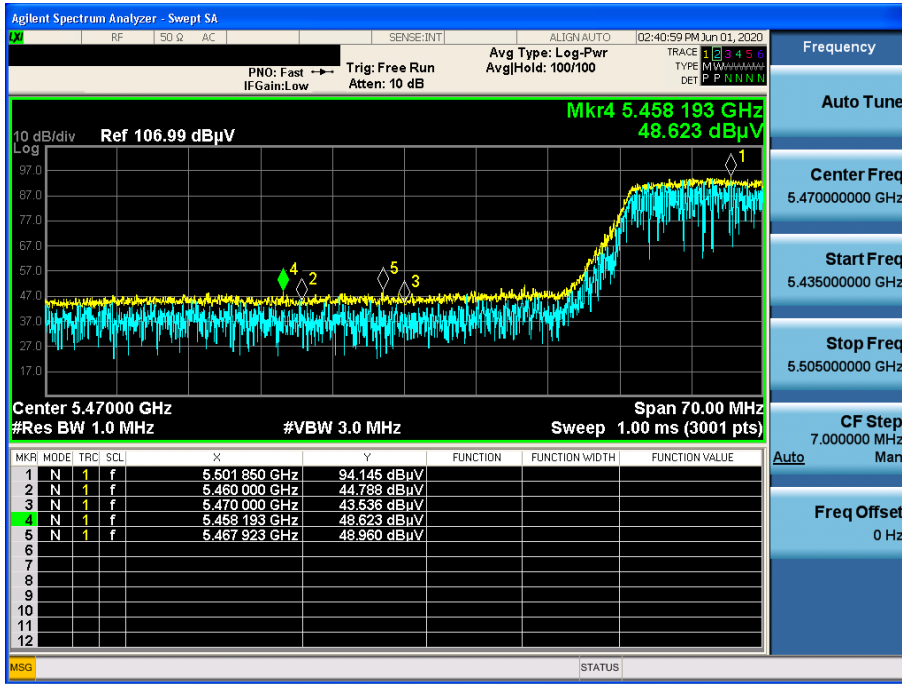 Agilent Spectrum Analyzer - Swept SA
LXI RF 50 Ω AC SENSE:INT ALIGN AUTO 02:40:59 PM Jun 01, 2020
PNO: Fast
IFGain:Low
Trig: Free Run
Atten: 10 dB
Avg Type: Log-Pwr
Avg|Hold: 100/100
TRACE 1 2 3 4 5 6
TYPE M W W W W W
DET P P N N N N
Mkr4 5.458 193 GHz
48.623 dBµV
10 dB/div Ref 106.99 dBµV
Log
97.0
87.0
77.0
67.0
57.0
47.0
37.0
27.0
17.0
1
4
2
5
3
Center 5.47000 GHz Span 70.00 MHz
#Res BW 1.0 MHz #VBW 3.0 MHz Sweep 1.00 ms (3001 pts)
MKR MODE TRC SCL X Y FUNCTION FUNCTION WIDTH FUNCTION VALUE
1 N 1 f 5.501 850 GHz 94.145 dBµV
2 N 1 f 5.460 000 GHz 44.788 dBµV
3 N 1 f 5.470 000 GHz 43.536 dBµV
4 N 1 f 5.458 193 GHz 48.623 dBµV
5 N 1 f 5.467 923 GHz 48.960 dBµV
6
7
8
9
10
11
12
MSG STATUS
Frequency
Auto Tune
Center Freq
5.470000000 GHz
Start Freq
5.435000000 GHz
Stop Freq
5.505000000 GHz
CF Step
7.000000 MHz
Auto Man
Freq Offset
0 Hz